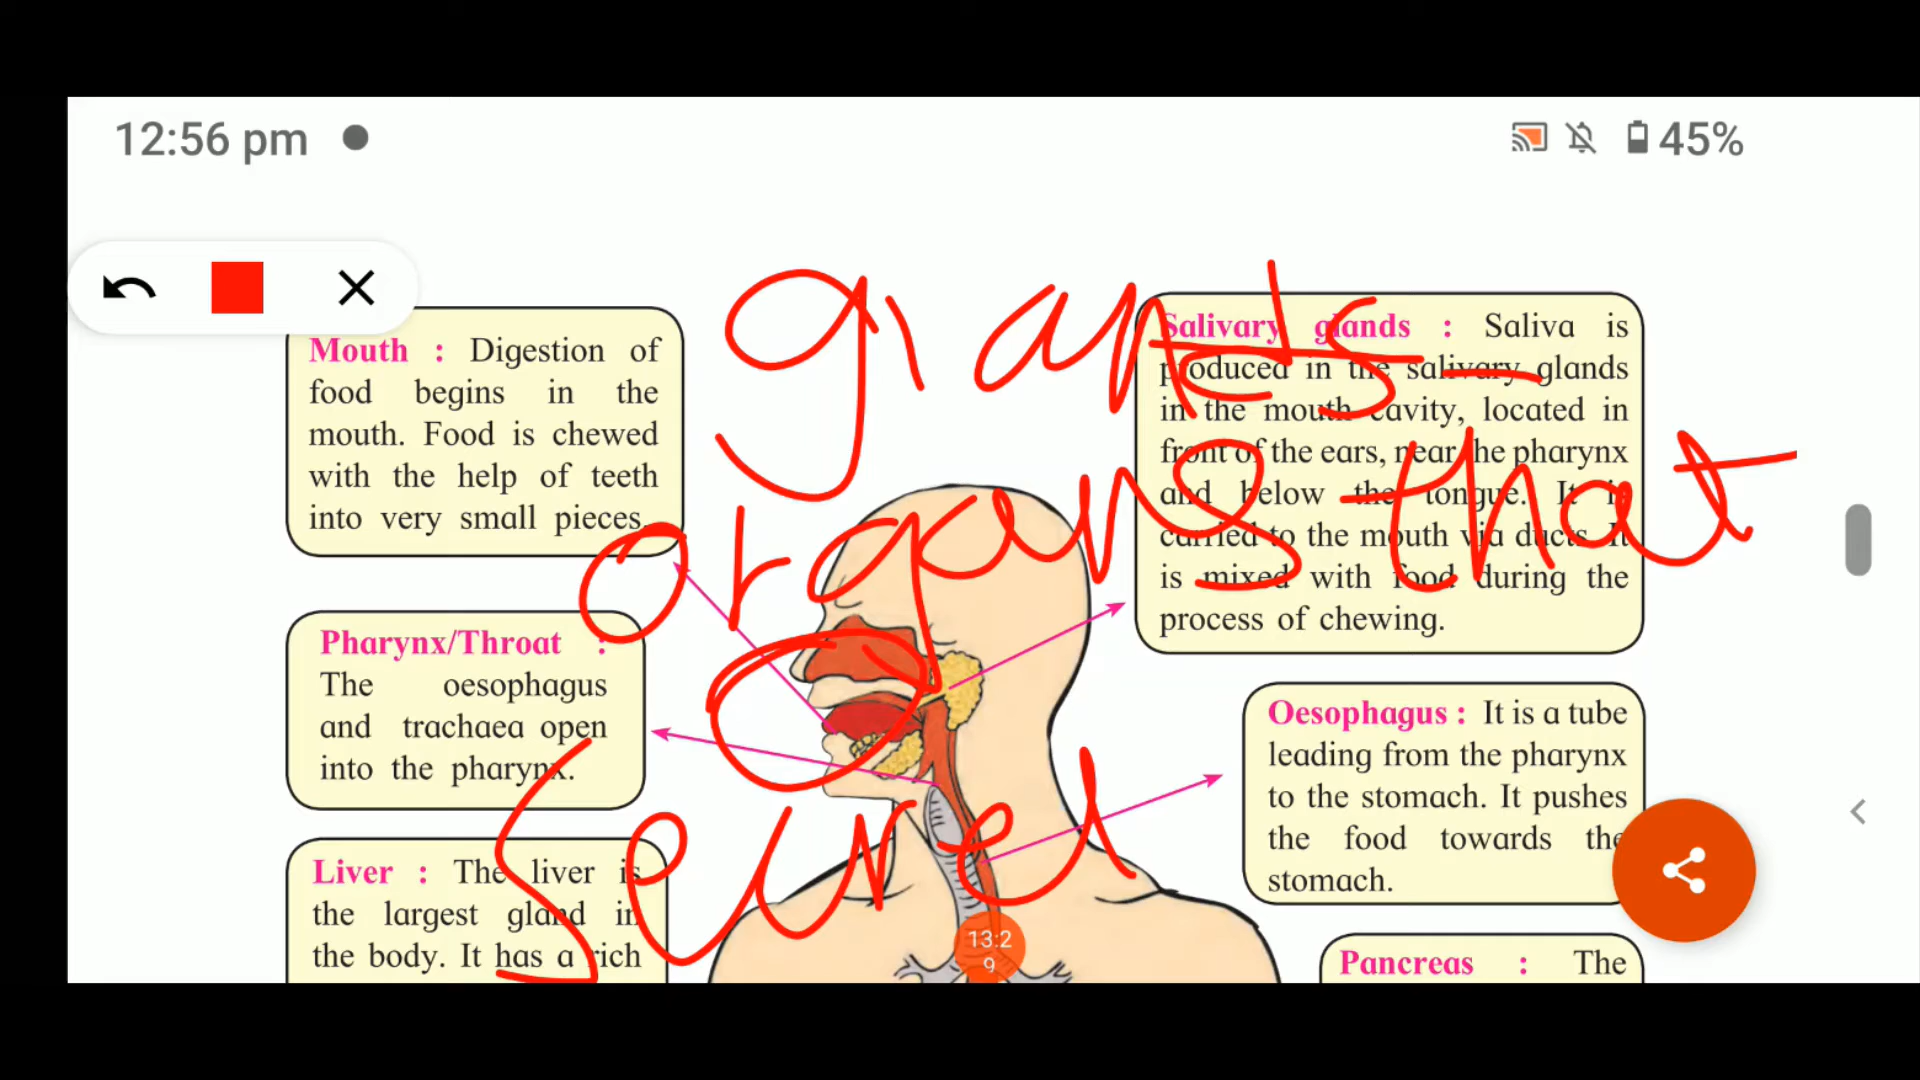 12:56 pm
45%
glands
Mouth : Digestion of
food begins in the
mouth. Food is chewed
with the help of teeth
into very small pieces.
Salivary glands : Saliva is
produced in the salivary glands
in the mouth cavity, located in
front of the ears, near the pharynx
and below the tongue. It is
carried to the mouth via ducts. It
is mixed with food during the
process of chewing.
organs that
Pharynx/Throat :
The oesophagus
and trachaea open
into the pharynx.
Oesophagus : It is a tube
leading from the pharynx
to the stomach. It pushes
the food towards the
stomach.
Liver : The liver is
the largest gland in
the body. It has a rich
13:2
9
Pancreas : The